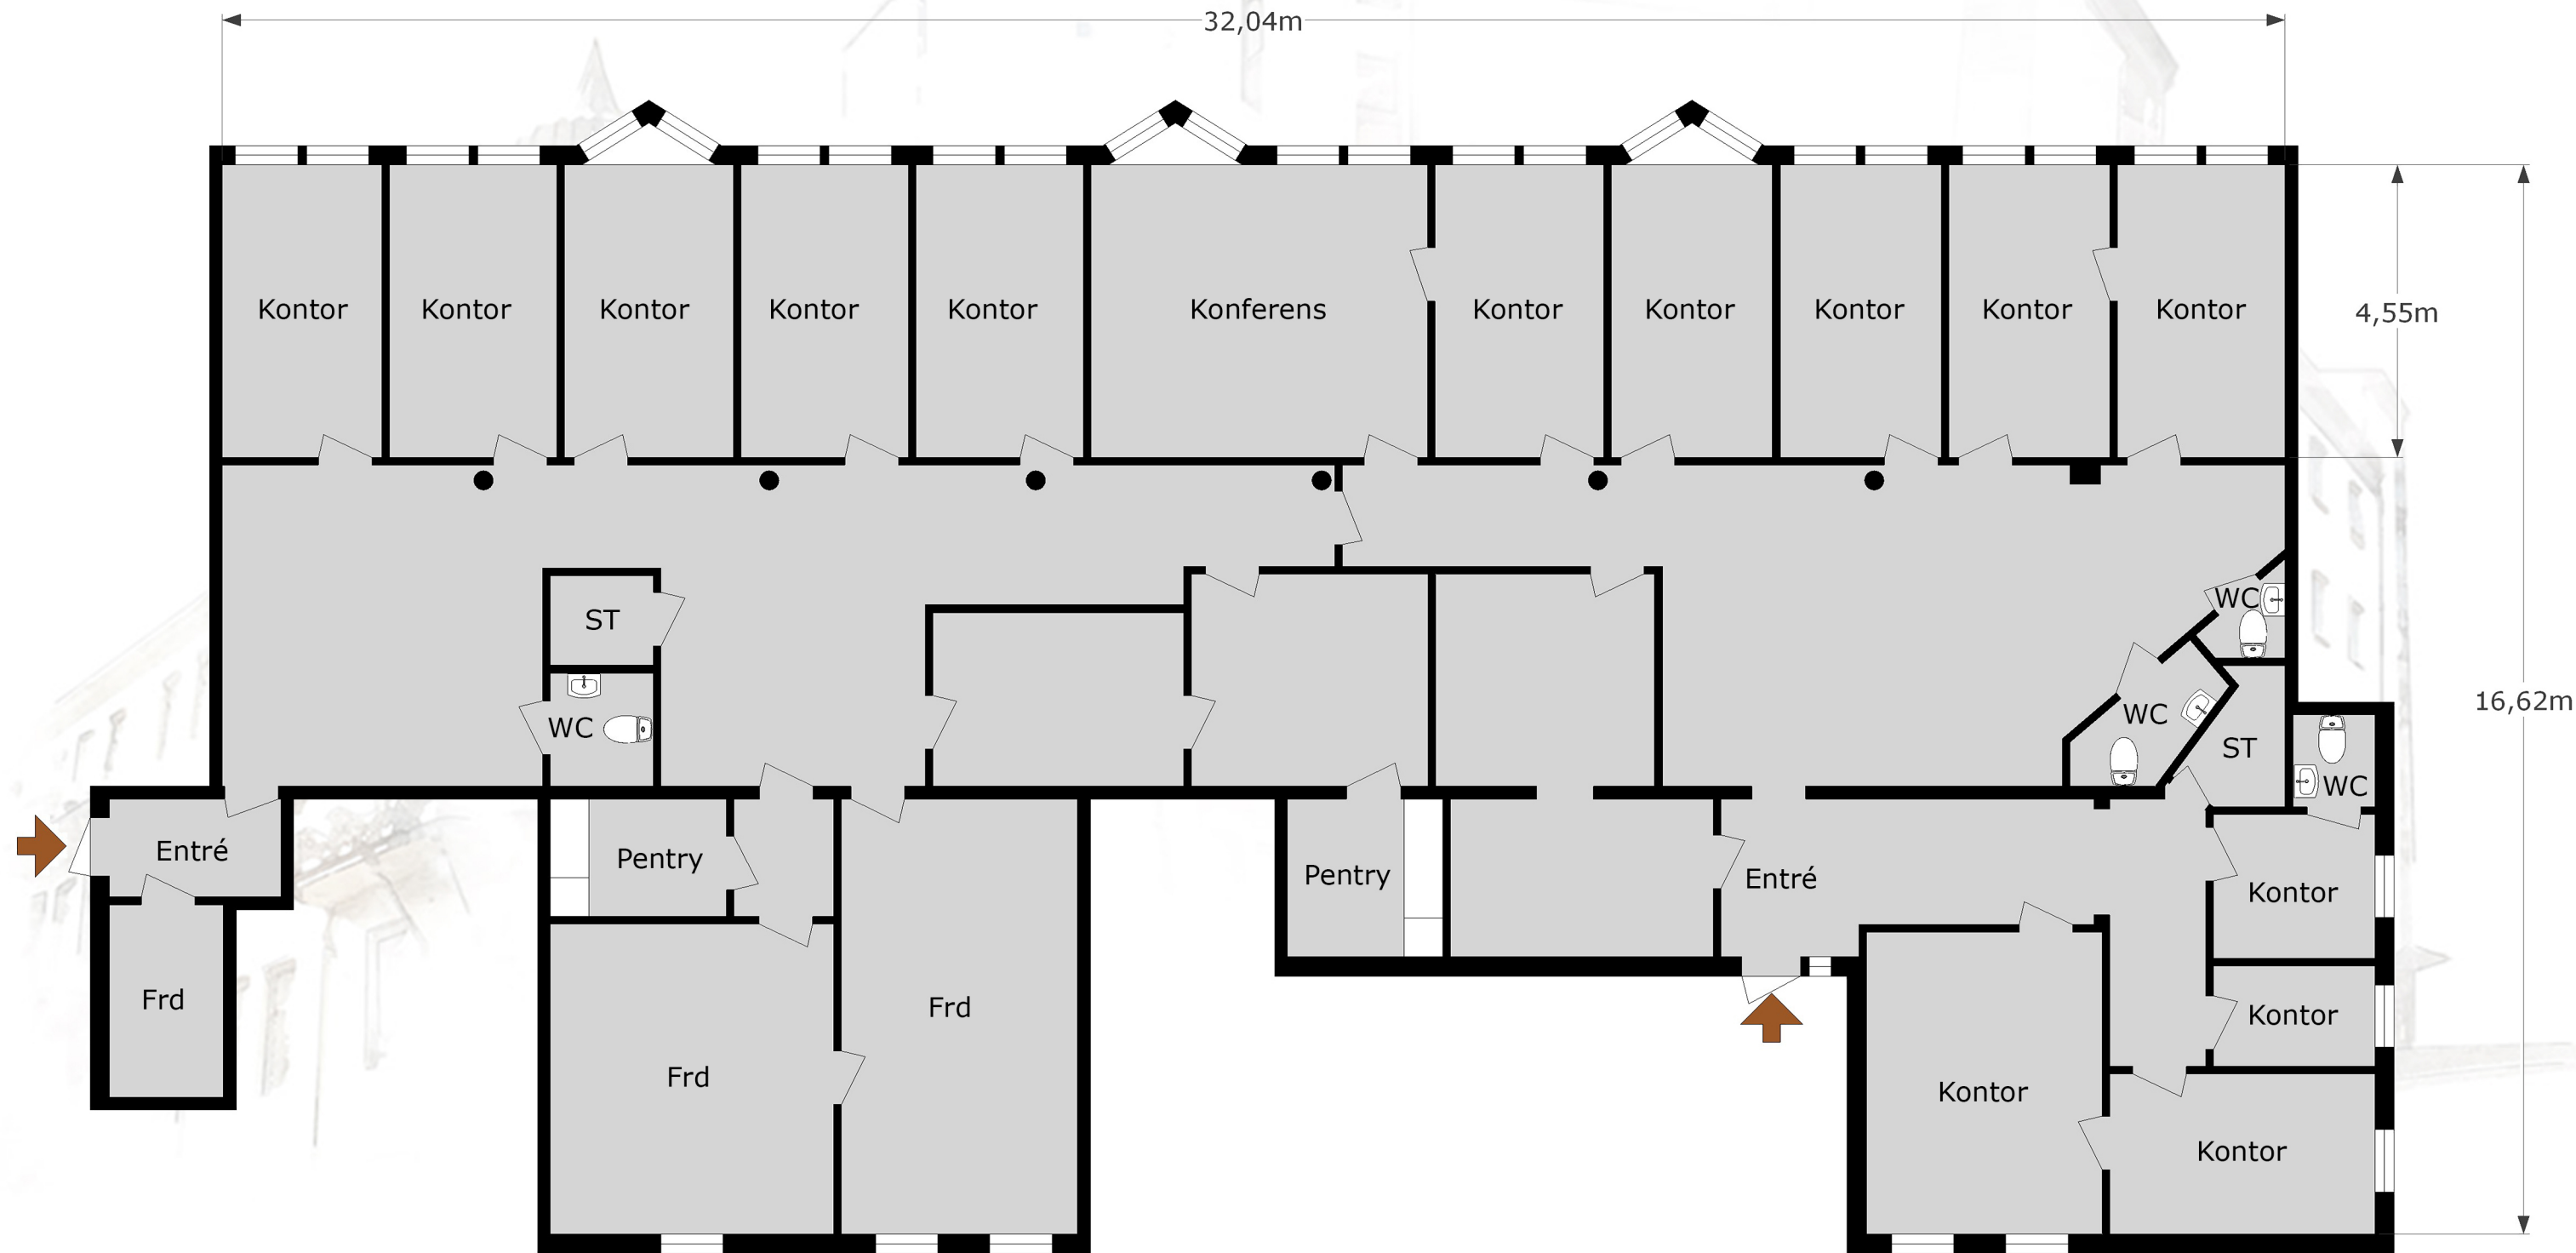 32,04m
Kontor
Kontor
Kontor
Kontor
Kontor
Konferens
Kontor
Kontor
Kontor
Kontor
Kontor
4,55m
16,62m
ST
WC
WC
WC
ST
WC
Entré
Pentry
Pentry
Entré
Kontor
Frd
Frd
Frd
Kontor
Kontor
Kontor